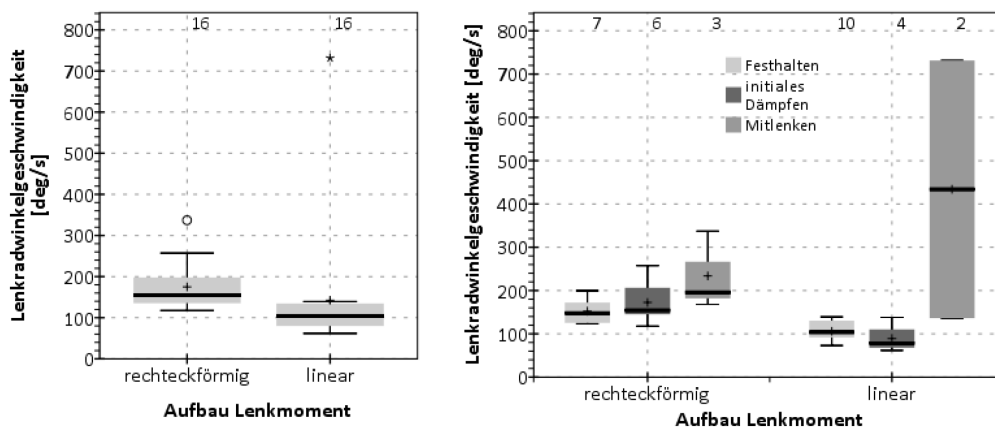 16 16
800
700
600
500
400
300
200
100
0
Lenkradwinkelgeschwindigkeit
[deg/s]
rechteckförmig linear
Aufbau Lenkmoment
7 6 3 10 4 2
800
700
600
500
400
300
200
100
0
Lenkradwinkelgeschwindigkeit [deg/s]
Festhalten
initiales
Dämpfen
Mitlenken
rechteckförmig linear
Aufbau Lenkmoment